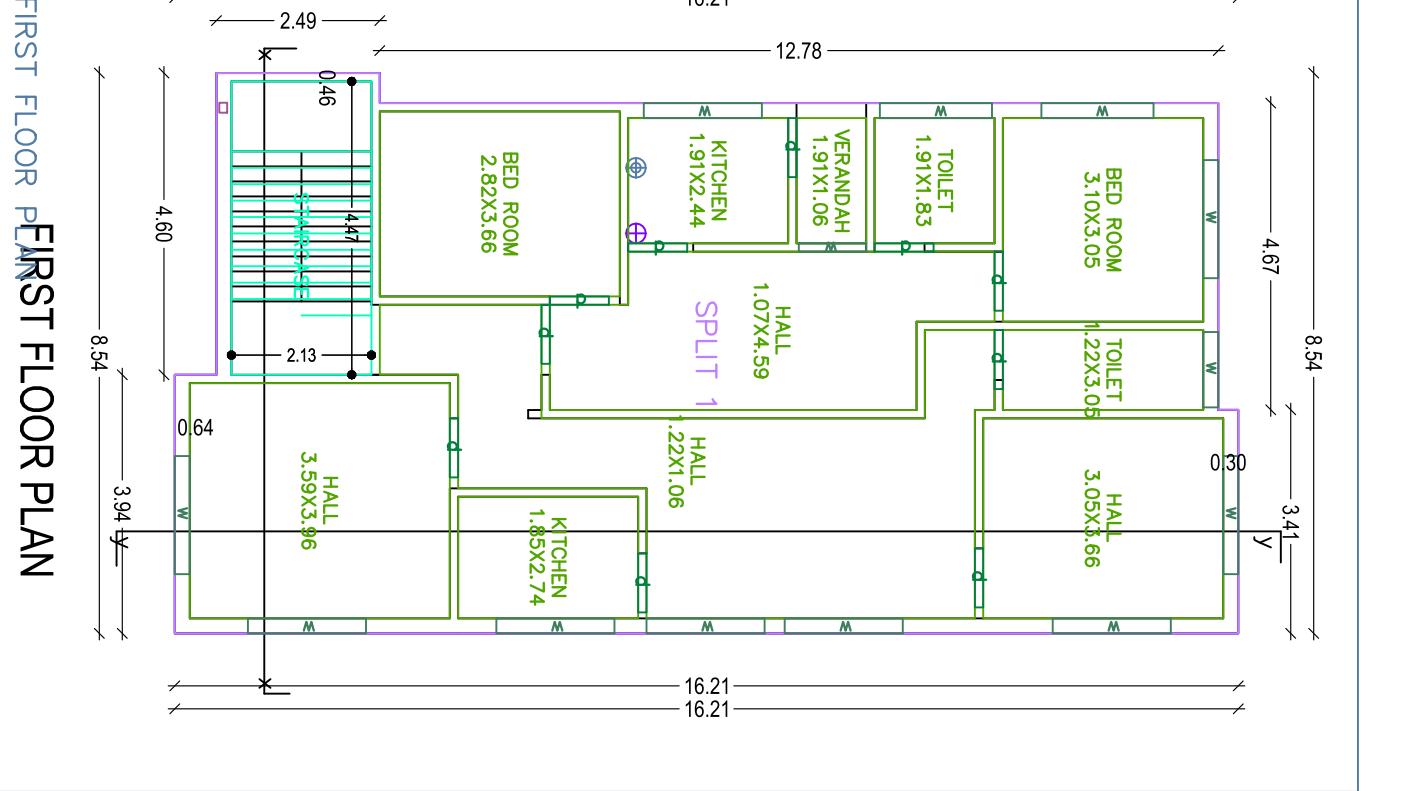 16.21
2.49
12.78
FIRST FLOOR PLAN
FIRST FLOOR PLAN
8.54
4.60
3.94
0.46
4.47
STAIRCASE
2.13
BED ROOM
2.82X3.66
KITCHEN
1.91X2.44
VERANDAH
1.91X1.06
TOILET
1.91X1.83
BED ROOM
3.10X3.05
W
W
W
W
W
d
d
d
d
d
d
d
HALL
1.07X4.59
SPLIT 1
TOILET
1.22X3.05
W
4.67
8.54
0.64
HALL
3.59X3.96
W
d
HALL
1.22X1.06
KITCHEN
1.85X2.74
d
d
HALL
3.05X3.66
0.30
W
3.41
y
y
W
W
W
W
W
16.21
16.21